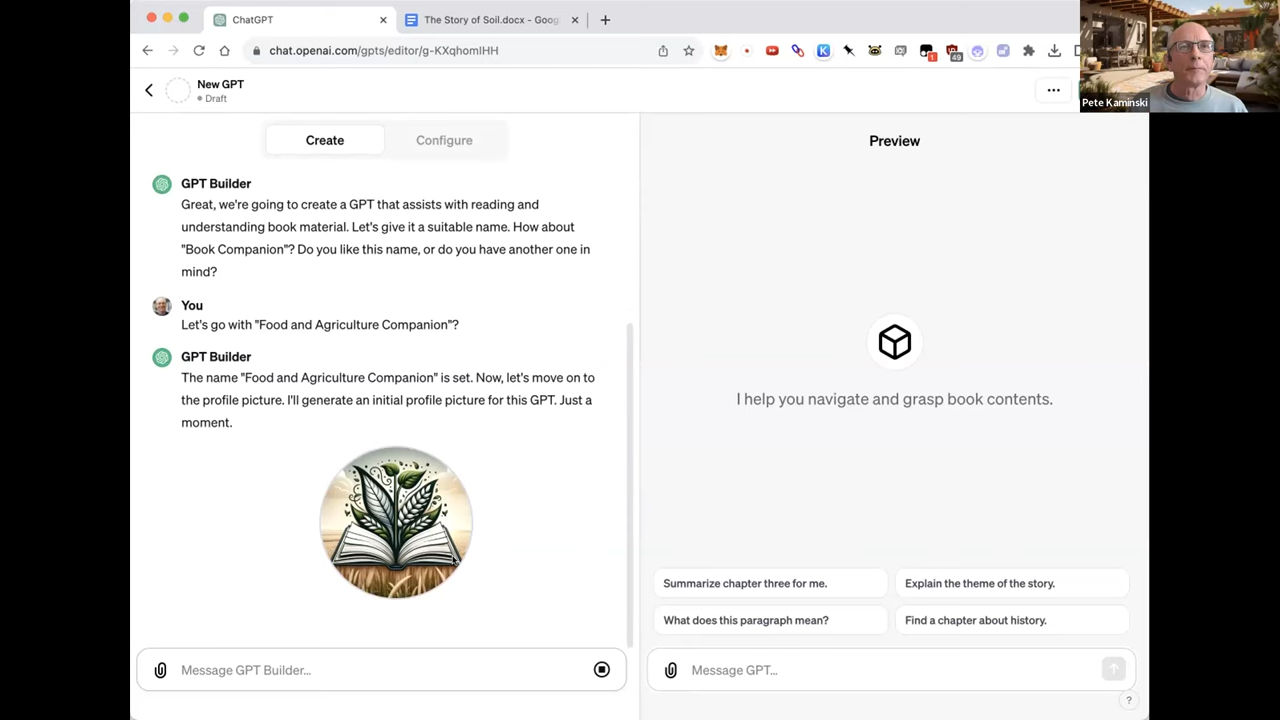 ChatGPT
The Story of Soil.docx - Goog
chat.openai.com/gpts/editor/g-KXqhomIHH
1
49
New GPT
Draft
Pete Kaminski
Create
Configure
Preview
GPT Builder
Great, we're going to create a GPT that assists with reading and
understanding book material. Let's give it a suitable name. How about
"Book Companion"? Do you like this name, or do you have another one in
mind?
You
Let's go with "Food and Agriculture Companion"?
GPT Builder
The name "Food and Agriculture Companion" is set. Now, let's move on to
the profile picture. I'll generate an initial profile picture for this GPT. Just a
moment.
I help you navigate and grasp book contents.
Summarize chapter three for me.
Explain the theme of the story.
What does this paragraph mean?
Find a chapter about history.
Message GPT Builder...
Message GPT...
?